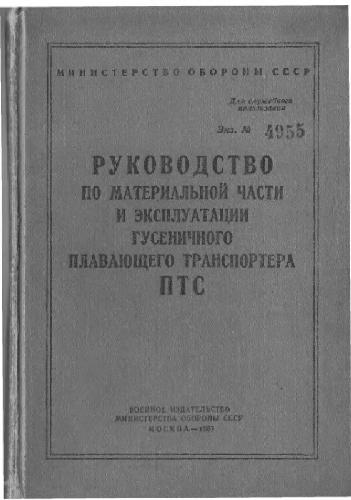 МИНИСТЕРСТВО ОБОРОНЫ СССР
Для служебного
пользования
Экз. № 4955
РУКОВОДСТВО
ПО МАТЕРИАЛЬНОЙ ЧАСТИ
И ЭКСПЛУАТАЦИИ
ГУСЕНИЧНОГО
ПЛАВАЮЩЕГО ТРАНСПОРТЕРА
ПТС
ВОЕННОЕ ИЗДАТЕЛЬСТВО
МИНИСТЕРСТВА ОБОРОНЫ СССР
МОСКВА —